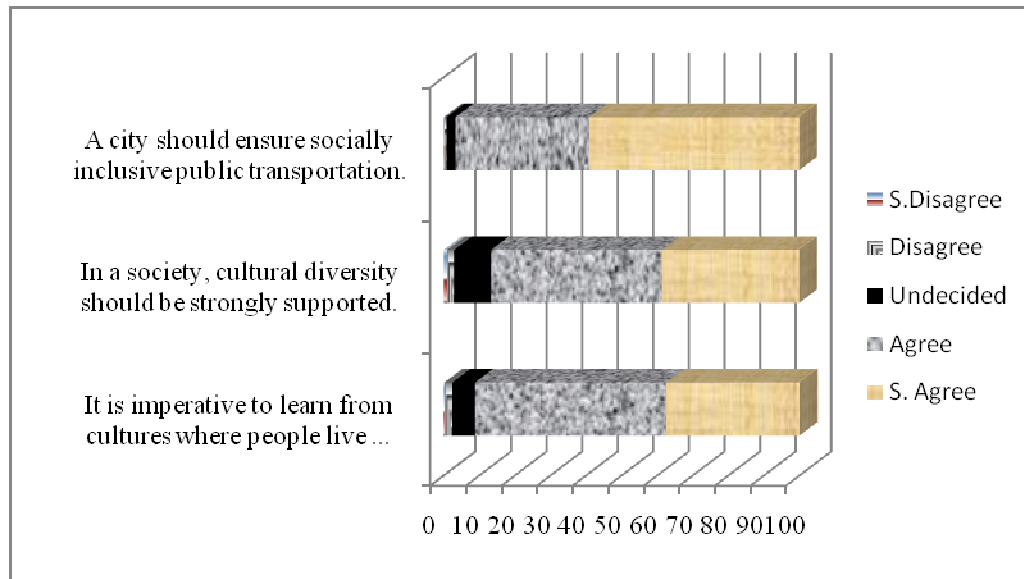 A city should ensure socially
inclusive public transportation.
In a society, cultural diversity
should be strongly supported.
It is imperative to learn from
cultures where people live ...
S.Disagree
Disagree
Undecided
Agree
S. Agree
0 10 20 30 40 50 60 70 80 90 100